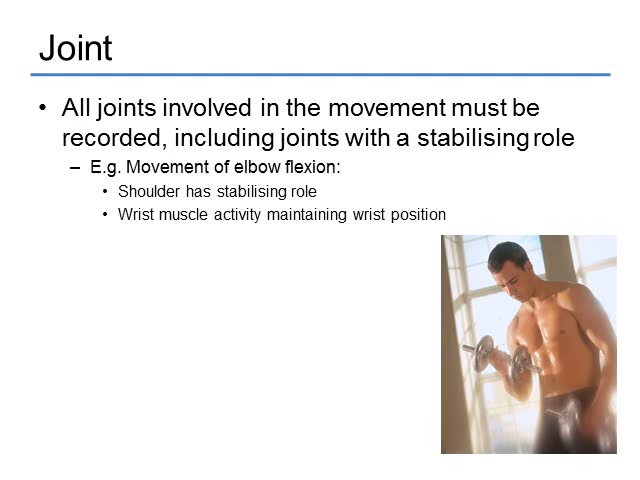 Joint
• All joints involved in the movement must be
recorded, including joints with a stabilising role
– E.g. Movement of elbow flexion:
• Shoulder has stabilising role
• Wrist muscle activity maintaining wrist position